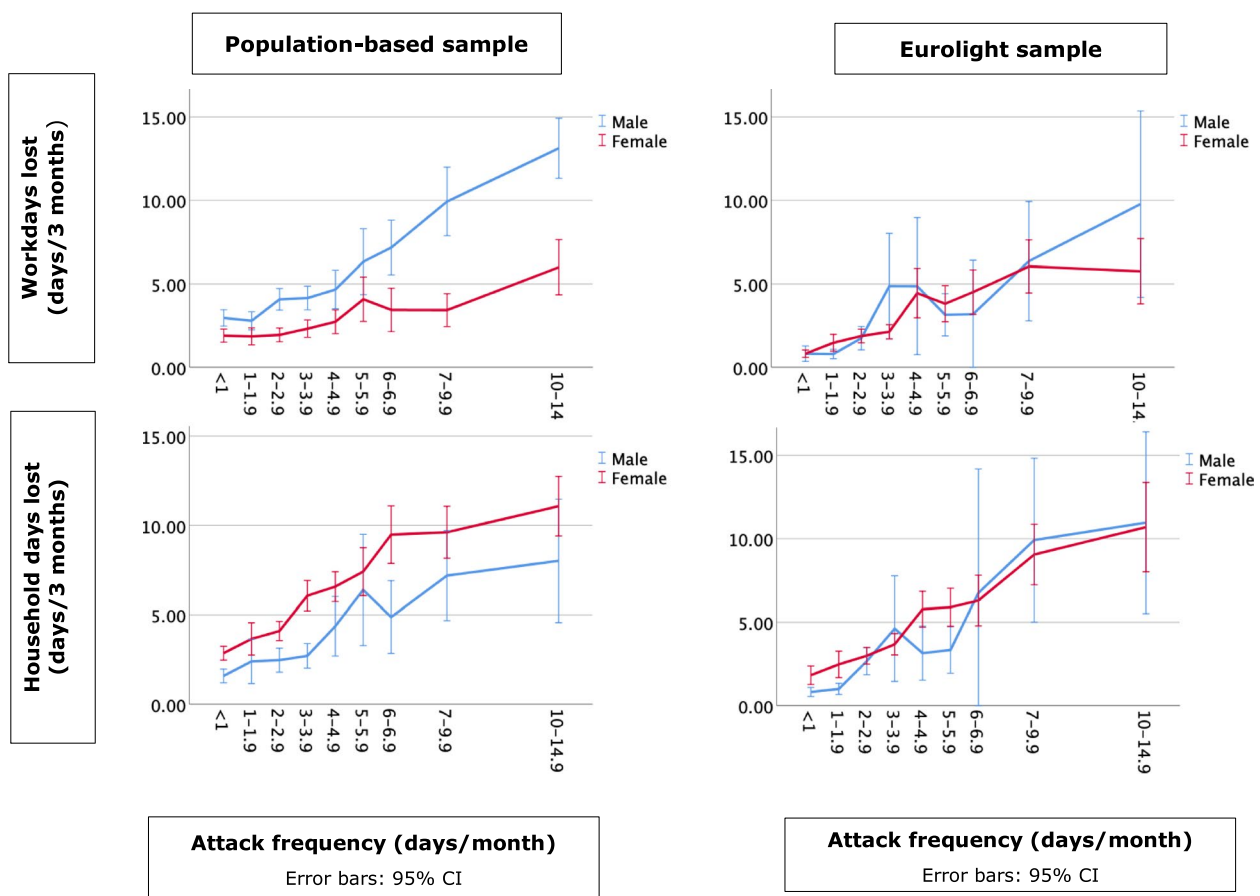 Population-based sample
Eurolight sample
Workdays lost
(days/3 months)
15.00
10.00
5.00
0.00
<1
1–1.9
2–2.9
3–3.9
4–4.9
5–5.9
6–6.9
7–9.9
10–14
Male
Female
15.00
10.00
5.00
0.00
<1
1–1.9
2–2.9
3–3.9
4–4.9
5–5.9
6–6.9
7–9.9
10–14.
Male
Female
Household days lost
(days/3 months)
15.00
10.00
5.00
0.00
<1
1–1.9
2–2.9
3–3.9
4–4.9
5–5.9
6–6.9
7–9.9
10–14.9
Male
Female
15.00
10.00
5.00
0.00
<1
1–1.9
2–2.9
3–3.9
4–4.9
5–5.9
6–6.9
7–9.9
10–14.9
Male
Female
Attack frequency (days/month)
Error bars: 95% CI
Attack frequency (days/month)
Error bars: 95% CI